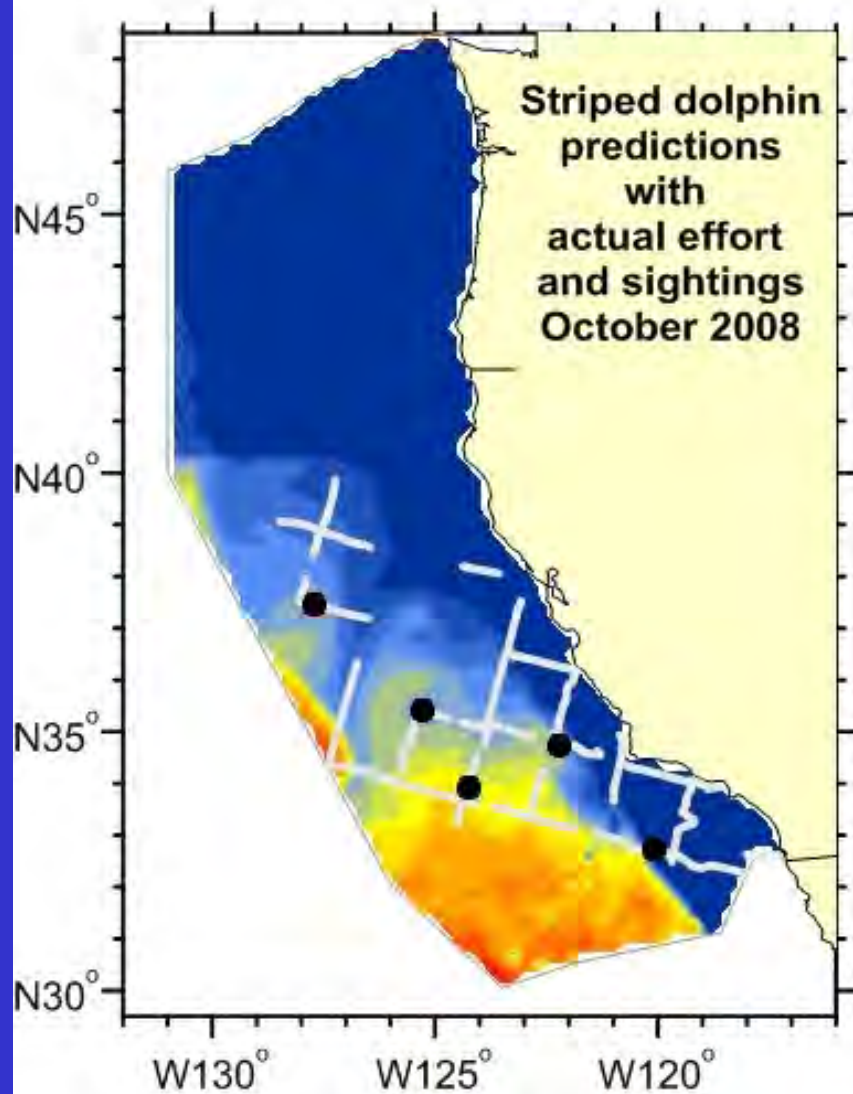 Striped dolphin
predictions
with
actual effort
and sightings
October 2008
N45°
N40°
N35°
N30°
W130° W125° W120°